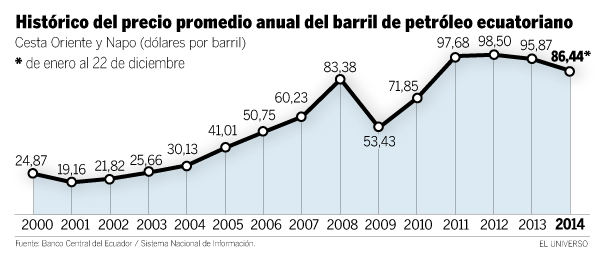 Histórico del precio promedio anual del barril de petróleo ecuatoriano
Cesta Oriente y Napo (dólares por barril)
* de enero al 22 de diciembre
24,87
19,16
21,82
25,66
30,13
41,01
50,75
60,23
83,38
53,43
71,85
97,68
98,50
95,87
86,44*
2000 2001 2002 2003 2004 2005 2006 2007 2008 2009 2010 2011 2012 2013 2014
Fuente: Banco Central del Ecuador / Sistema Nacional de Información.
EL UNIVERSO